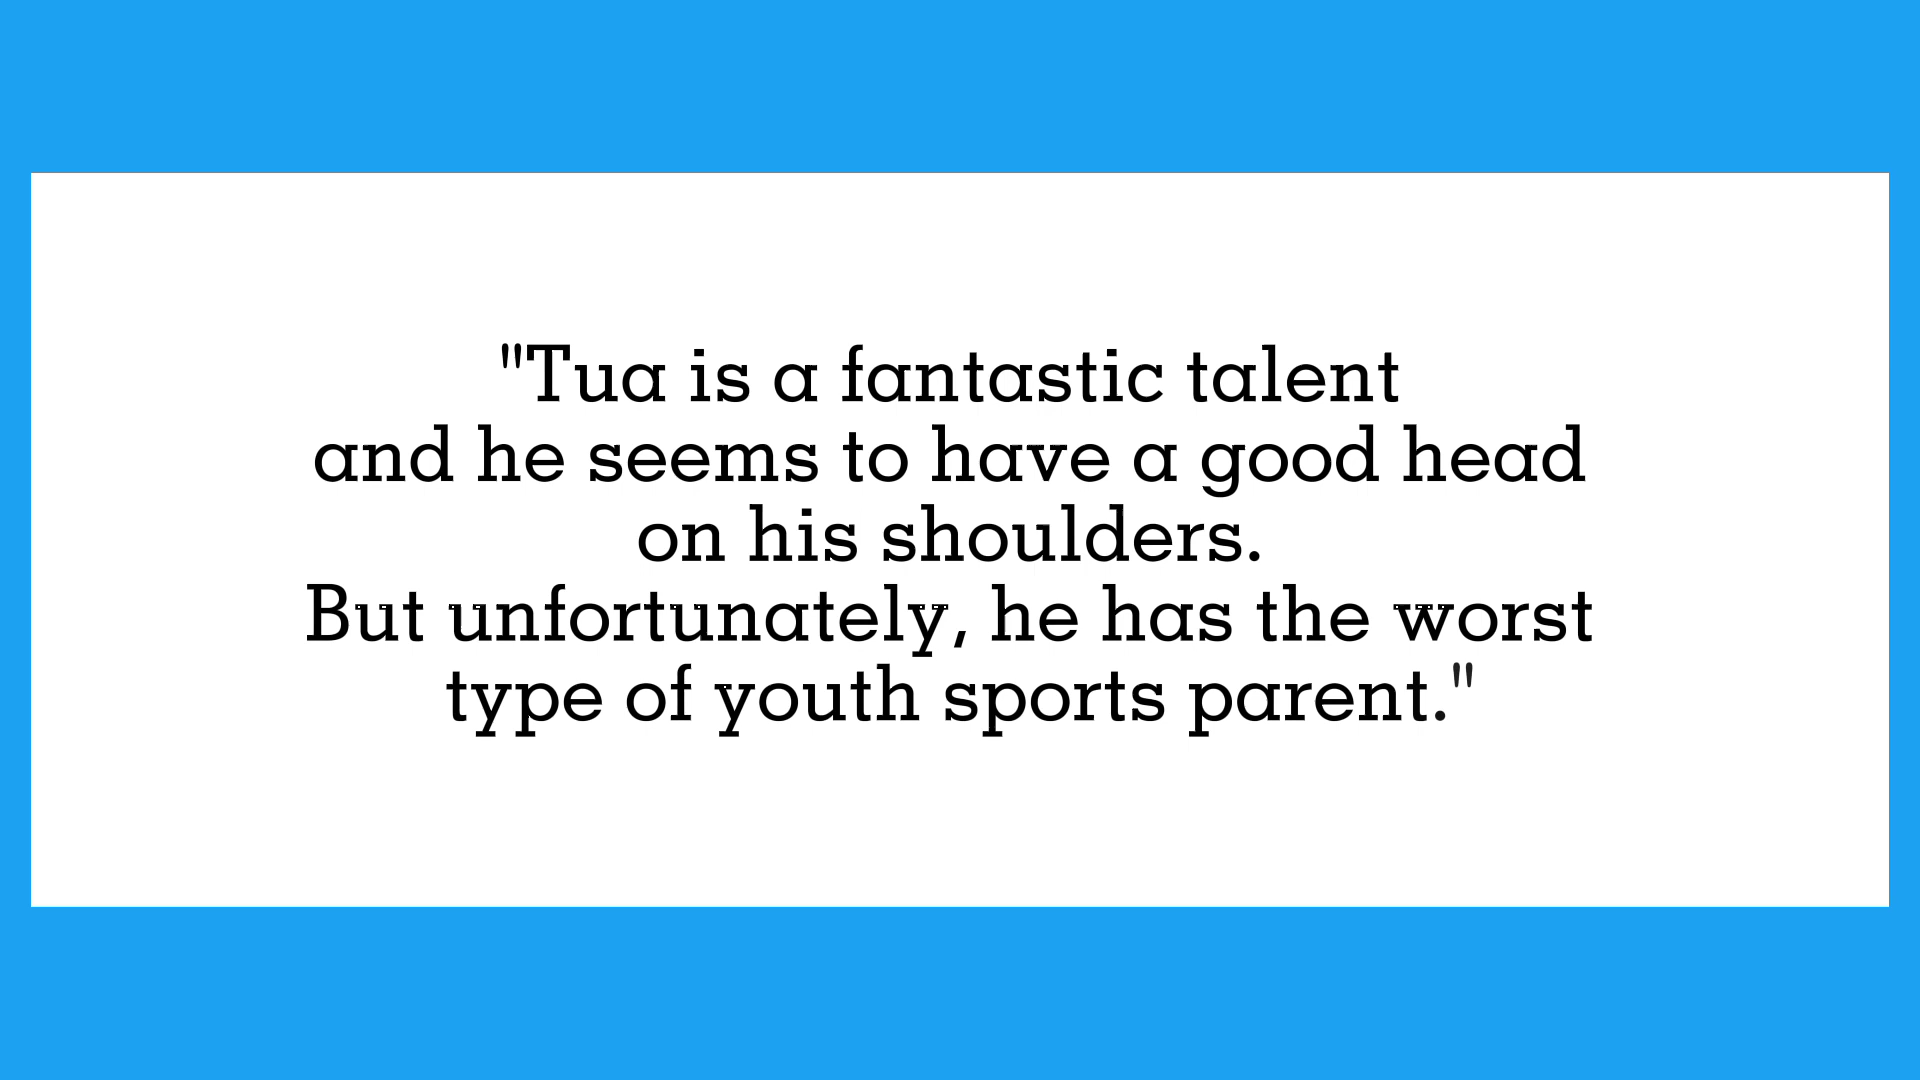 "Tua is a fantastic talent
and he seems to have a good head
on his shoulders.
But unfortunately, he has the worst
type of youth sports parent."